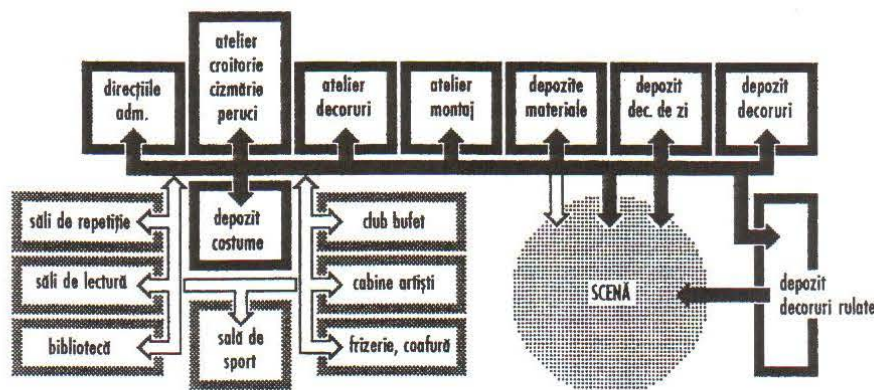 direcțiile
adm.
atelier
croitorie
cizmărie
peruci
atelier
decoruri
atelier
montaj
depozite
materiale
depozit
dec. de zi
depozit
decoruri
săli de repetiție
săli de lectură
bibliotecă
depozit
costume
sală de
sport
club bufet
cabine artiști
frizerie, coafură
SCENĂ
depozit
decoruri rulate